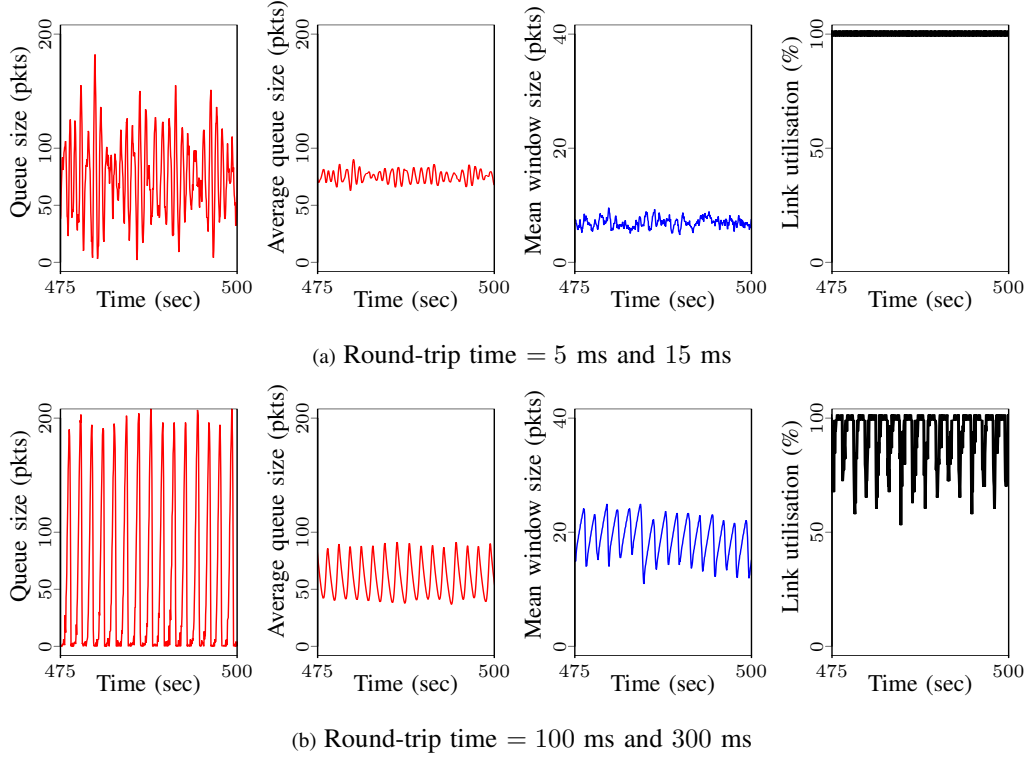 Queue size (pkts)
0 50 100 200
475 500
Time (sec)
Average queue size (pkts)
0 50 100 200
475 500
Time (sec)
Mean window size (pkts)
0 20 40
475 500
Time (sec)
Link utilisation (%)
0 50 100
475 500
Time (sec)
(a) Round-trip time = 5 ms and 15 ms
Queue size (pkts)
0 50 100 200
475 500
Time (sec)
Average queue size (pkts)
0 50 100 200
475 500
Time (sec)
Mean window size (pkts)
0 20 40
475 500
Time (sec)
Link utilisation (%)
0 50 100
475 500
Time (sec)
(b) Round-trip time = 100 ms and 300 ms